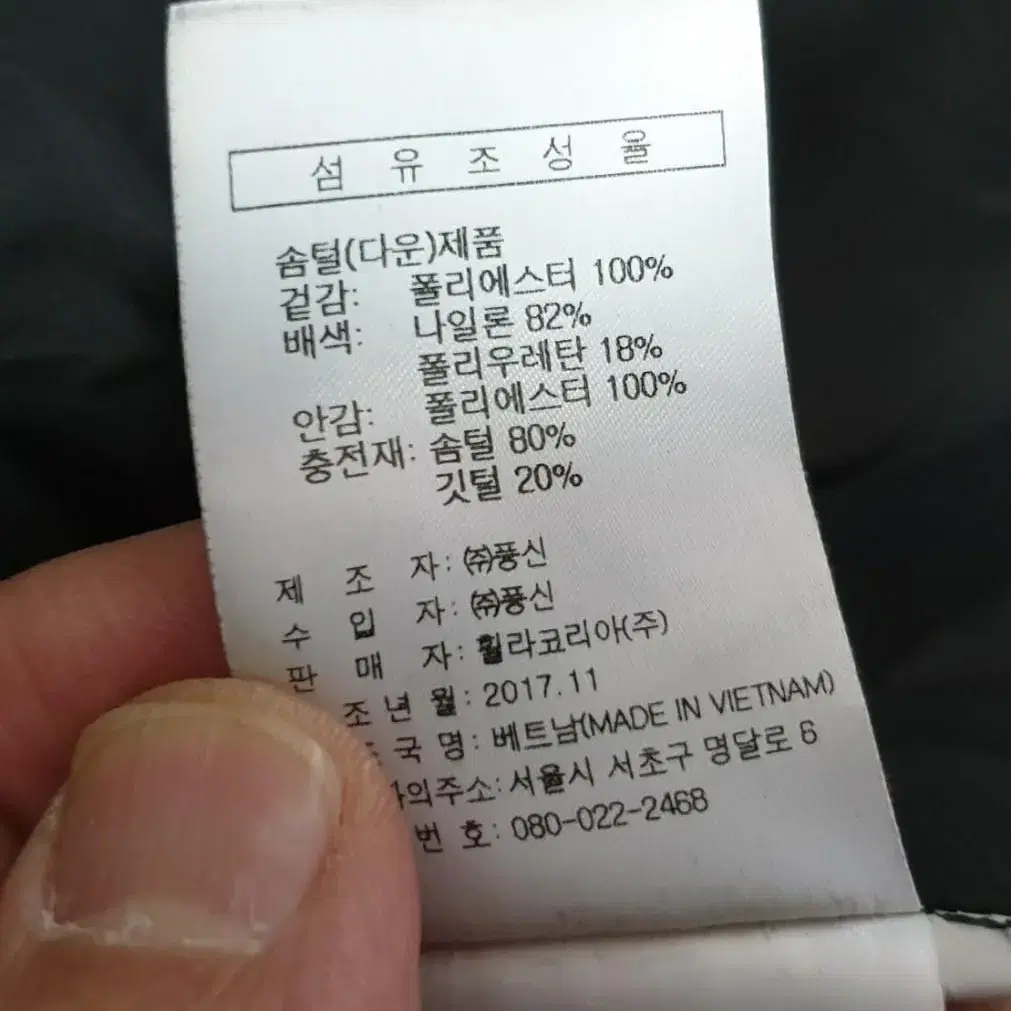 섬 유 조 성 율
솜털(다운)제품
겉감: 폴리에스터 100%
배색: 나일론 82%
폴리우레탄 18%
안감: 폴리에스터 100%
충전재: 솜털 80%
깃털 20%
제 조 자: ㈜풍신
수 입 자: ㈜풍신
판 매 자: 휠라코리아(주)
조 년 월: 2017.11
국 명: 베트남(MADE IN VIETNAM)
의주소: 서울시 서초구 명달로 6
번 호: 080-022-2468